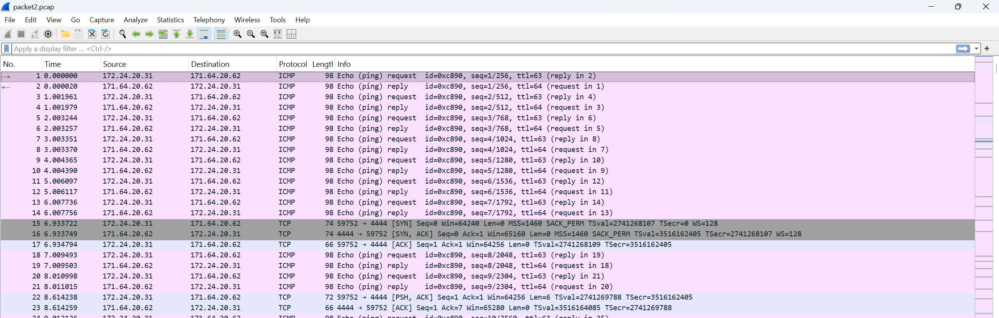 packet2.pcap
File Edit View Go Capture Analyze Statistics Telephony Wireless Tools Help
Apply a display filter ... <Ctrl-/>
No. Time Source Destination Protocol Length Info
1 0.000000 172.24.20.31 171.64.20.62 ICMP 98 Echo (ping) request id=0xc890, seq=1/256, ttl=63 (reply in 2)
2 0.000020 171.64.20.62 172.24.20.31 ICMP 98 Echo (ping) reply id=0xc890, seq=1/256, ttl=64 (request in 1)
3 1.001961 172.24.20.31 171.64.20.62 ICMP 98 Echo (ping) request id=0xc890, seq=2/512, ttl=63 (reply in 4)
4 1.001979 171.64.20.62 172.24.20.31 ICMP 98 Echo (ping) reply id=0xc890, seq=2/512, ttl=64 (request in 3)
5 2.003244 172.24.20.31 171.64.20.62 ICMP 98 Echo (ping) request id=0xc890, seq=3/768, ttl=63 (reply in 6)
6 2.003257 171.64.20.62 172.24.20.31 ICMP 98 Echo (ping) reply id=0xc890, seq=3/768, ttl=64 (request in 5)
7 3.003351 172.24.20.31 171.64.20.62 ICMP 98 Echo (ping) request id=0xc890, seq=4/1024, ttl=63 (reply in 8)
8 3.003370 171.64.20.62 172.24.20.31 ICMP 98 Echo (ping) reply id=0xc890, seq=4/1024, ttl=64 (request in 7)
9 4.004365 172.24.20.31 171.64.20.62 ICMP 98 Echo (ping) request id=0xc890, seq=5/1280, ttl=63 (reply in 10)
10 4.004390 171.64.20.62 172.24.20.31 ICMP 98 Echo (ping) reply id=0xc890, seq=5/1280, ttl=64 (request in 9)
11 5.006097 172.24.20.31 171.64.20.62 ICMP 98 Echo (ping) request id=0xc890, seq=6/1536, ttl=63 (reply in 12)
12 5.006117 171.64.20.62 172.24.20.31 ICMP 98 Echo (ping) reply id=0xc890, seq=6/1536, ttl=64 (request in 11)
13 6.007736 172.24.20.31 171.64.20.62 ICMP 98 Echo (ping) request id=0xc890, seq=7/1792, ttl=63 (reply in 14)
14 6.007756 171.64.20.62 172.24.20.31 ICMP 98 Echo (ping) reply id=0xc890, seq=7/1792, ttl=64 (request in 13)
15 6.933722 172.24.20.31 171.64.20.62 TCP 74 59752 → 4444 [SYN] Seq=0 Win=64240 Len=0 MSS=1460 SACK_PERM TSval=2741268107 TSecr=0 WS=128
16 6.933749 171.64.20.62 172.24.20.31 TCP 74 4444 → 59752 [SYN, ACK] Seq=0 Ack=1 Win=65160 Len=0 MSS=1460 SACK_PERM TSval=3516162405 TSecr=2741268107 WS=128
17 6.934794 172.24.20.31 171.64.20.62 TCP 66 59752 → 4444 [ACK] Seq=1 Ack=1 Win=64256 Len=0 TSval=2741268109 TSecr=3516162405
18 7.009493 172.24.20.31 171.64.20.62 ICMP 98 Echo (ping) request id=0xc890, seq=8/2048, ttl=63 (reply in 19)
19 7.009503 171.64.20.62 172.24.20.31 ICMP 98 Echo (ping) reply id=0xc890, seq=8/2048, ttl=64 (request in 18)
20 8.010998 172.24.20.31 171.64.20.62 ICMP 98 Echo (ping) request id=0xc890, seq=9/2304, ttl=63 (reply in 21)
21 8.011015 171.64.20.62 172.24.20.31 ICMP 98 Echo (ping) reply id=0xc890, seq=9/2304, ttl=64 (request in 20)
22 8.614238 172.24.20.31 171.64.20.62 TCP 72 59752 → 4444 [PSH, ACK] Seq=1 Ack=1 Win=64256 Len=6 TSval=2741269788 TSecr=3516162405
23 8.614259 171.64.20.62 172.24.20.31 TCP 66 4444 → 59752 [ACK] Seq=1 Ack=7 Win=65280 Len=0 TSval=3516164085 TSecr=2741269788